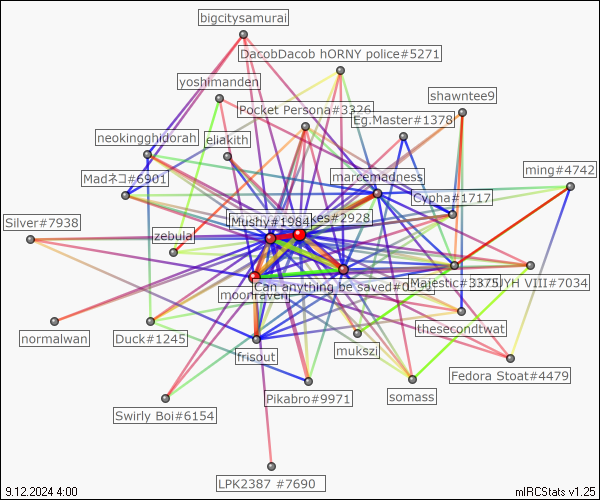 bigcitysamurai
DacobDacob hORNY police#5271
yoshimanden
shawntee9
Pocket Persona#3326
Eg.Master#1378
neokingghidorah
eliakith
marcemadness
ming#4742
Madネコ#6901
Cypha#1717
Silver#7938
Mushy#1984
kes#2928
zebula
Can anything be saved#0
Majestic#3375
JYH VIII#7034
moonraven
normalwan
Duck#1245
thesecondtwat
frisout
mukszi
Fedora Stoat#4479
Pikabro#9971
somass
Swirly Boi#6154
LPK2387 #7690
9.12.2024 4:00
mIRCStats v1.25